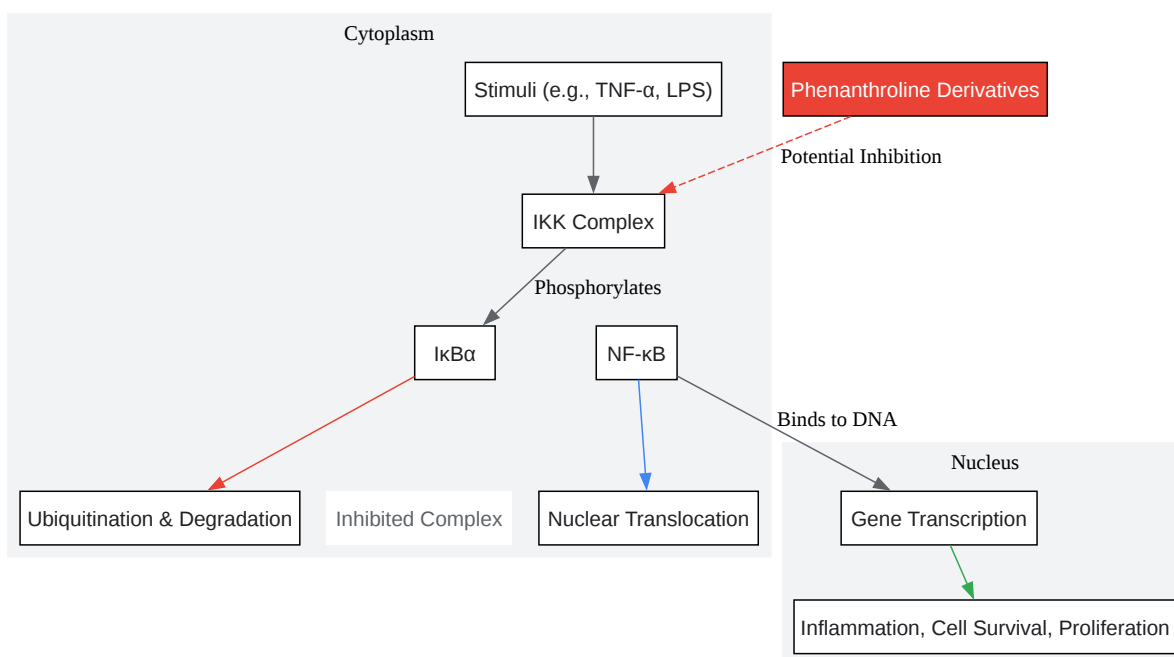 Cytoplasm
Stimuli (e.g., TNF-α, LPS)
Phenanthroline Derivatives
Potential Inhibition
IKK Complex
Phosphorylates
IκBα
NF-κB
Binds to DNA
Nucleus
Ubiquitination & Degradation
Inhibited Complex
Nuclear Translocation
Gene Transcription
Inflammation, Cell Survival, Proliferation